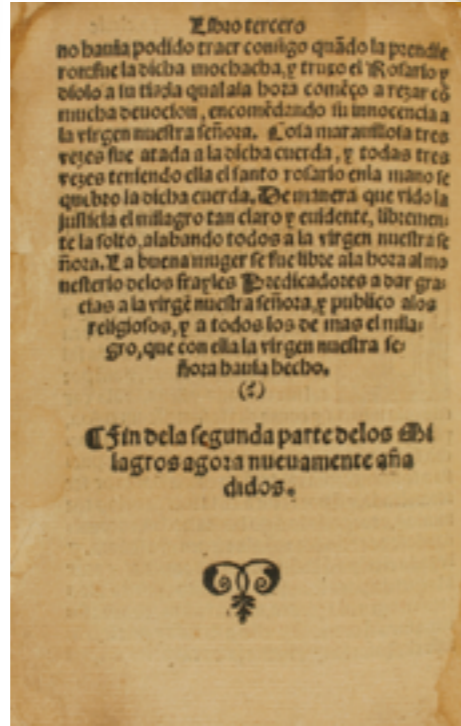 Libro tercero
no hauia podido traer consigo quãdo la prendie
ron: fue la dicha mochacha, y truxo el Rosario y
diolo a su tia: la qual a la hora comẽço a rezar cõ
mucha deuocion, encomẽdando su innocencia a
la virgen nuestra señora. Cosa marauillosa tres
vezes fue atada a la dicha cuerda, y todas tres
vezes teniendo ella el santo rosario enla mano se
quebro la dicha cuerda. De manera que vido la
justicia el milagro tan claro y euidente, libremen-
te la solto, alabando todos a la virgen nuestra se
ñora. La buena muger se fue libre ala hora al mo
nesterio delos frayles Predicadores a dar gra-
cias a la virgẽ nuestra señora, y publico alos
religiosos, y a todos los de mas el mila-
gro, que con ella la virgen nuestra se-
ñora hauia hecho.
¶ Fin dela segunda parte delos Mi
lagros agora nueuamente aña
didos.